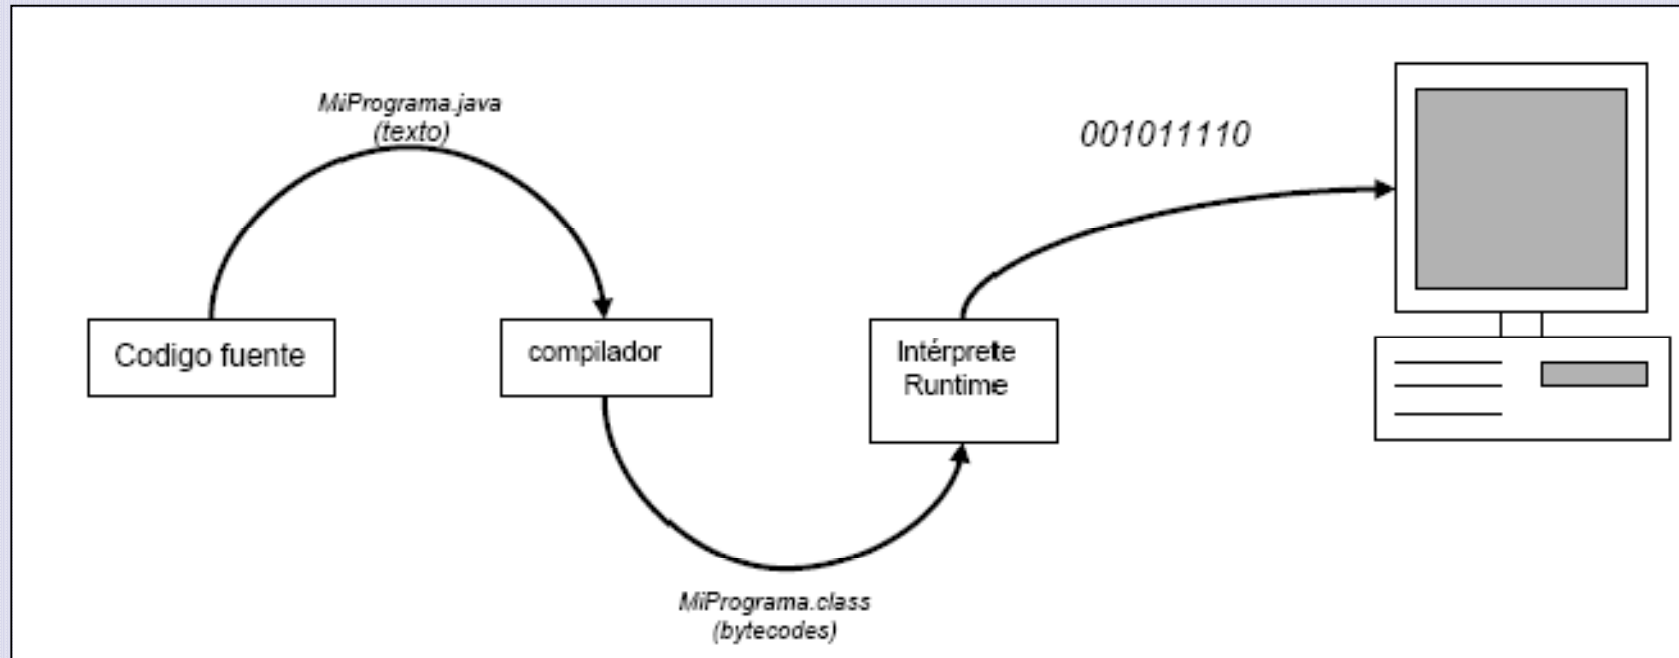 MiPrograma.java
(texto)
001011110
Codigo fuente
compilador
Intérprete
Runtime
MiPrograma.class
(bytecodes)